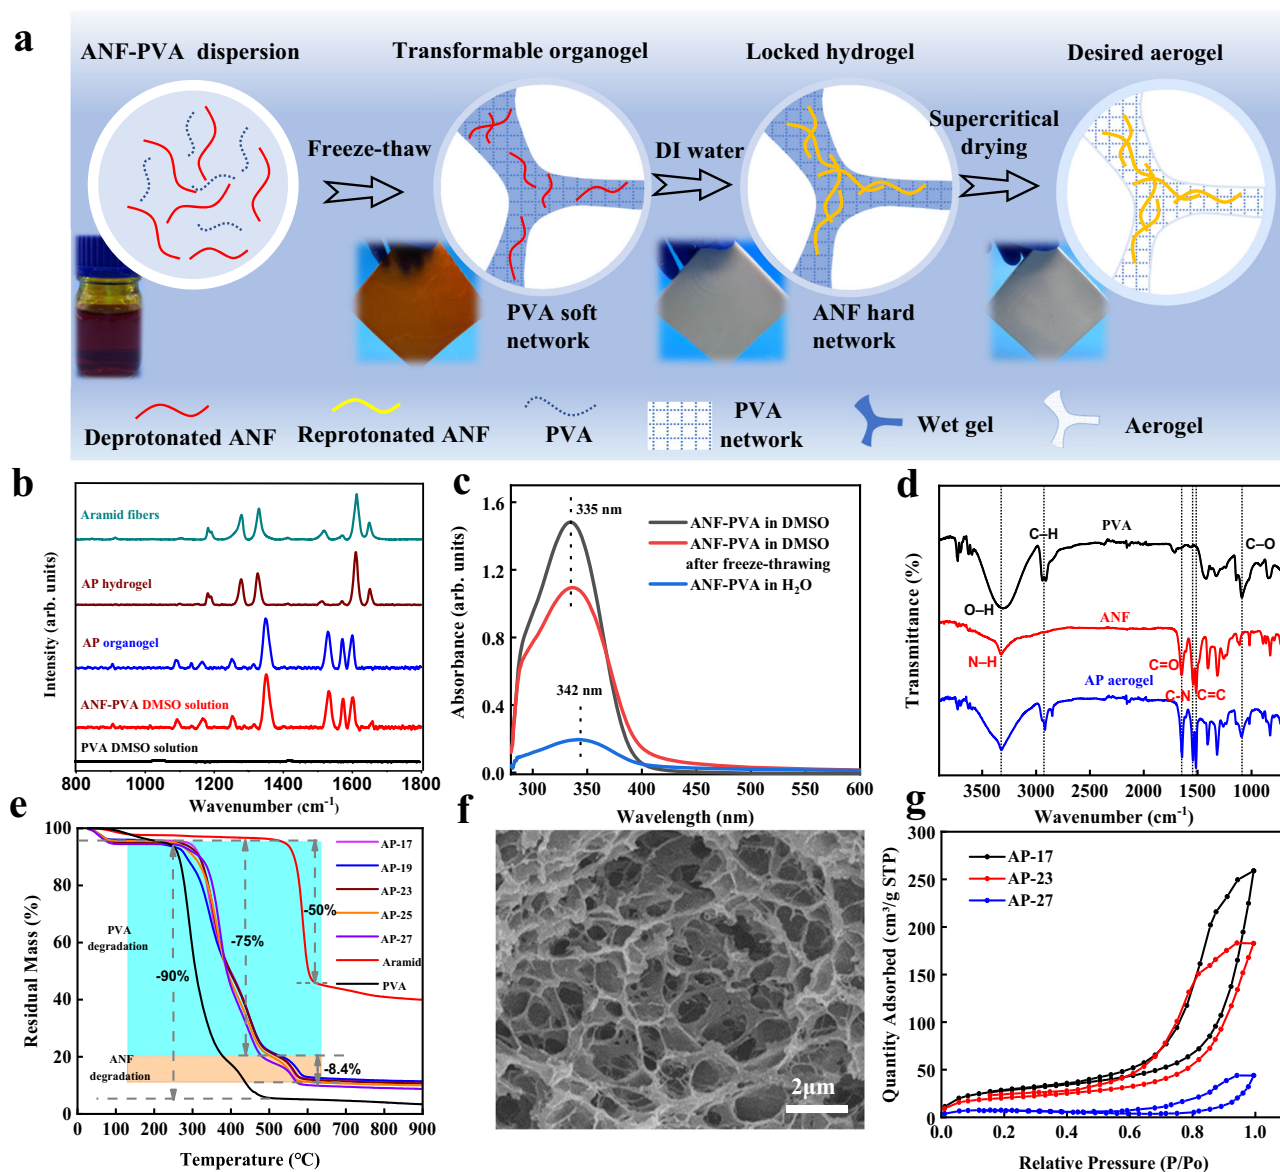 a
ANF-PVA dispersion
Transformable organogel
Locked hydrogel
Desired aerogel
Freeze-thaw
DI water
Supercritical
drying
PVA soft
network
ANF hard
network
Deprotonated ANF
Reprotonated ANF
PVA
PVA
network
Wet gel
Aerogel
b
Aramid fibers
AP hydrogel
AP organogel
ANF-PVA DMSO solution
PVA DMSO solution
Intensity (arb. units)
800 1000 1200 1400 1600 1800
Wavenumber (cm-1)
c
1.6
1.2
0.8
0.4
0.0
Absorbance (arb. units)
335 nm
342 nm
ANF-PVA in DMSO
ANF-PVA in DMSO
after freeze-thrawing
ANF-PVA in H2O
300 350 400 450 500 550 600
Wavelength (nm)
d
Transmittance (%)
PVA
C–H
C–O
O–H
ANF
N–H
C=O
C-N
C=C
AP aerogel
3500 3000 2500 2000 1500 1000
Wavenumber (cm-1)
e
100
80
60
40
20
0
Residual Mass (%)
PVA
degradation
ANF
degradation
-90%
-75%
-50%
-8.4%
AP-17
AP-19
AP-23
AP-25
AP-27
Aramid
PVA
0 100 200 300 400 500 600 700 800 900
Temperature (℃)
f
2μm
g
300
250
200
150
100
50
0
Quantity Adsorbed (cm3/g STP)
AP-17
AP-23
AP-27
0.0 0.2 0.4 0.6 0.8 1.0
Relative Pressure (P/Po)